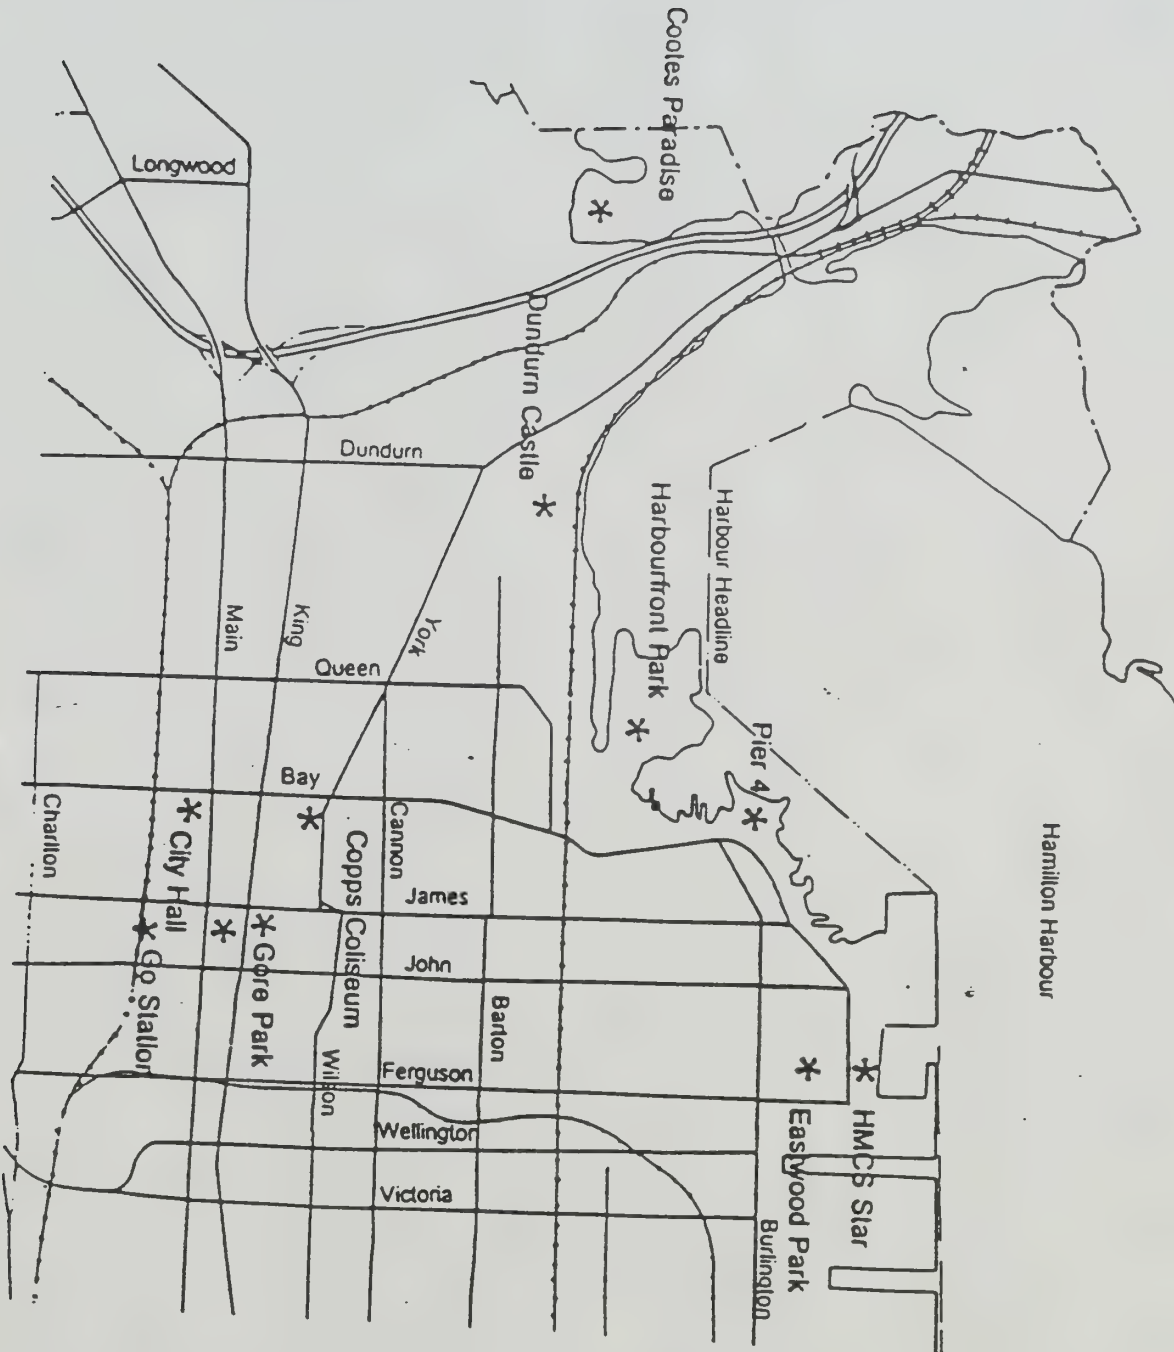 Cootes Paradise
Longwood
Dundurn Castle
Dundurn
Harbourfront Park
Harbour Headline
Main
King
York
Queen
Pier 4
Hamilton Harbour
Bay
Charlton
City Hall
Copps Coliseum
Cannon
James
Gore Park
Go Station
John
Barton
Wilson
Ferguson
Wellington
Victoria
HMCS Star
Eastwood Park
Burlington